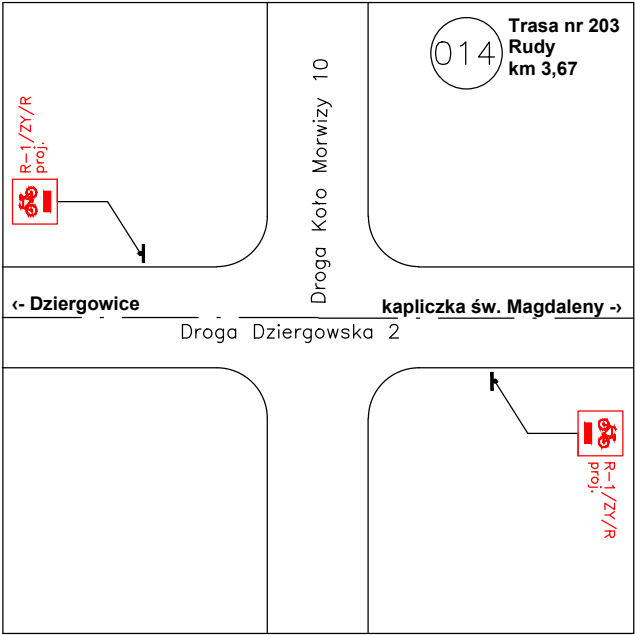 Trasa nr 203
Rudy
km 3,67
014
Droga Koło Morwizy 10
R-1/ZY/R
proj.
‹- Dziergowice
kapliczka św. Magdaleny -›
Droga Dziergowska 2
R-1/ZY/R
proj.